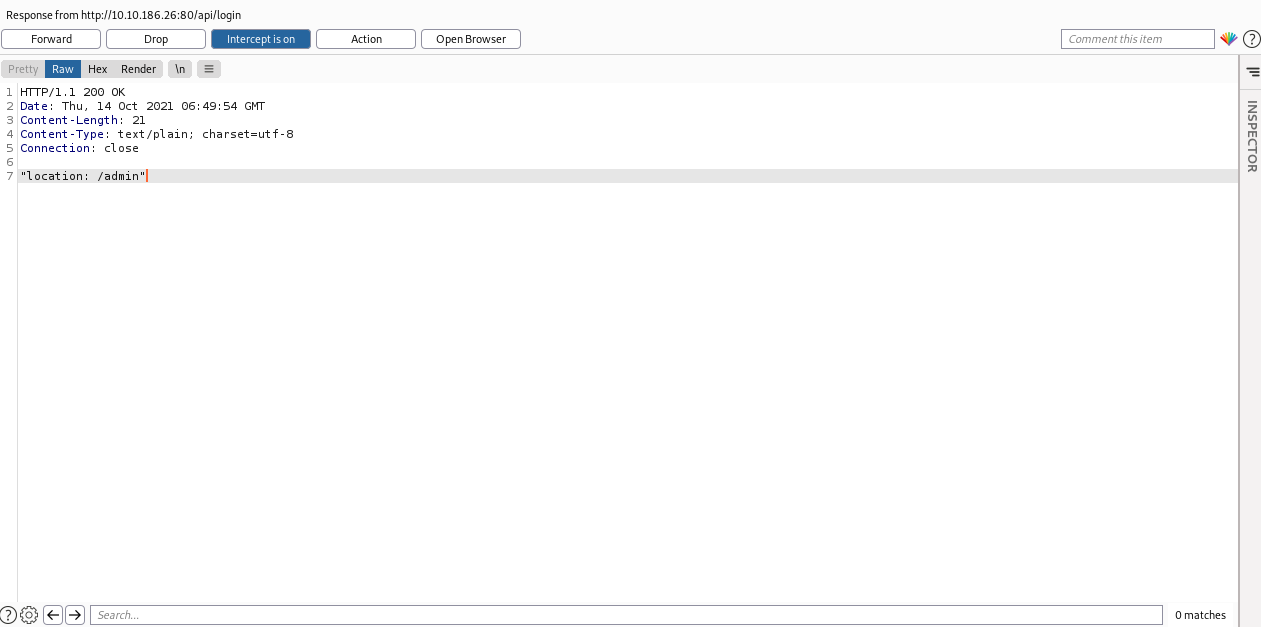 Response from http://10.10.186.26:80/api/login
Forward Drop Intercept is on Action Open Browser Comment this item ?
Pretty Raw Hex Render \n
1 HTTP/1.1 200 OK
2 Date: Thu, 14 Oct 2021 06:49:54 GMT
3 Content-Length: 21
4 Content-Type: text/plain; charset=utf-8
5 Connection: close
6
7 "location: /admin"
INSPECTOR
? Search... 0 matches